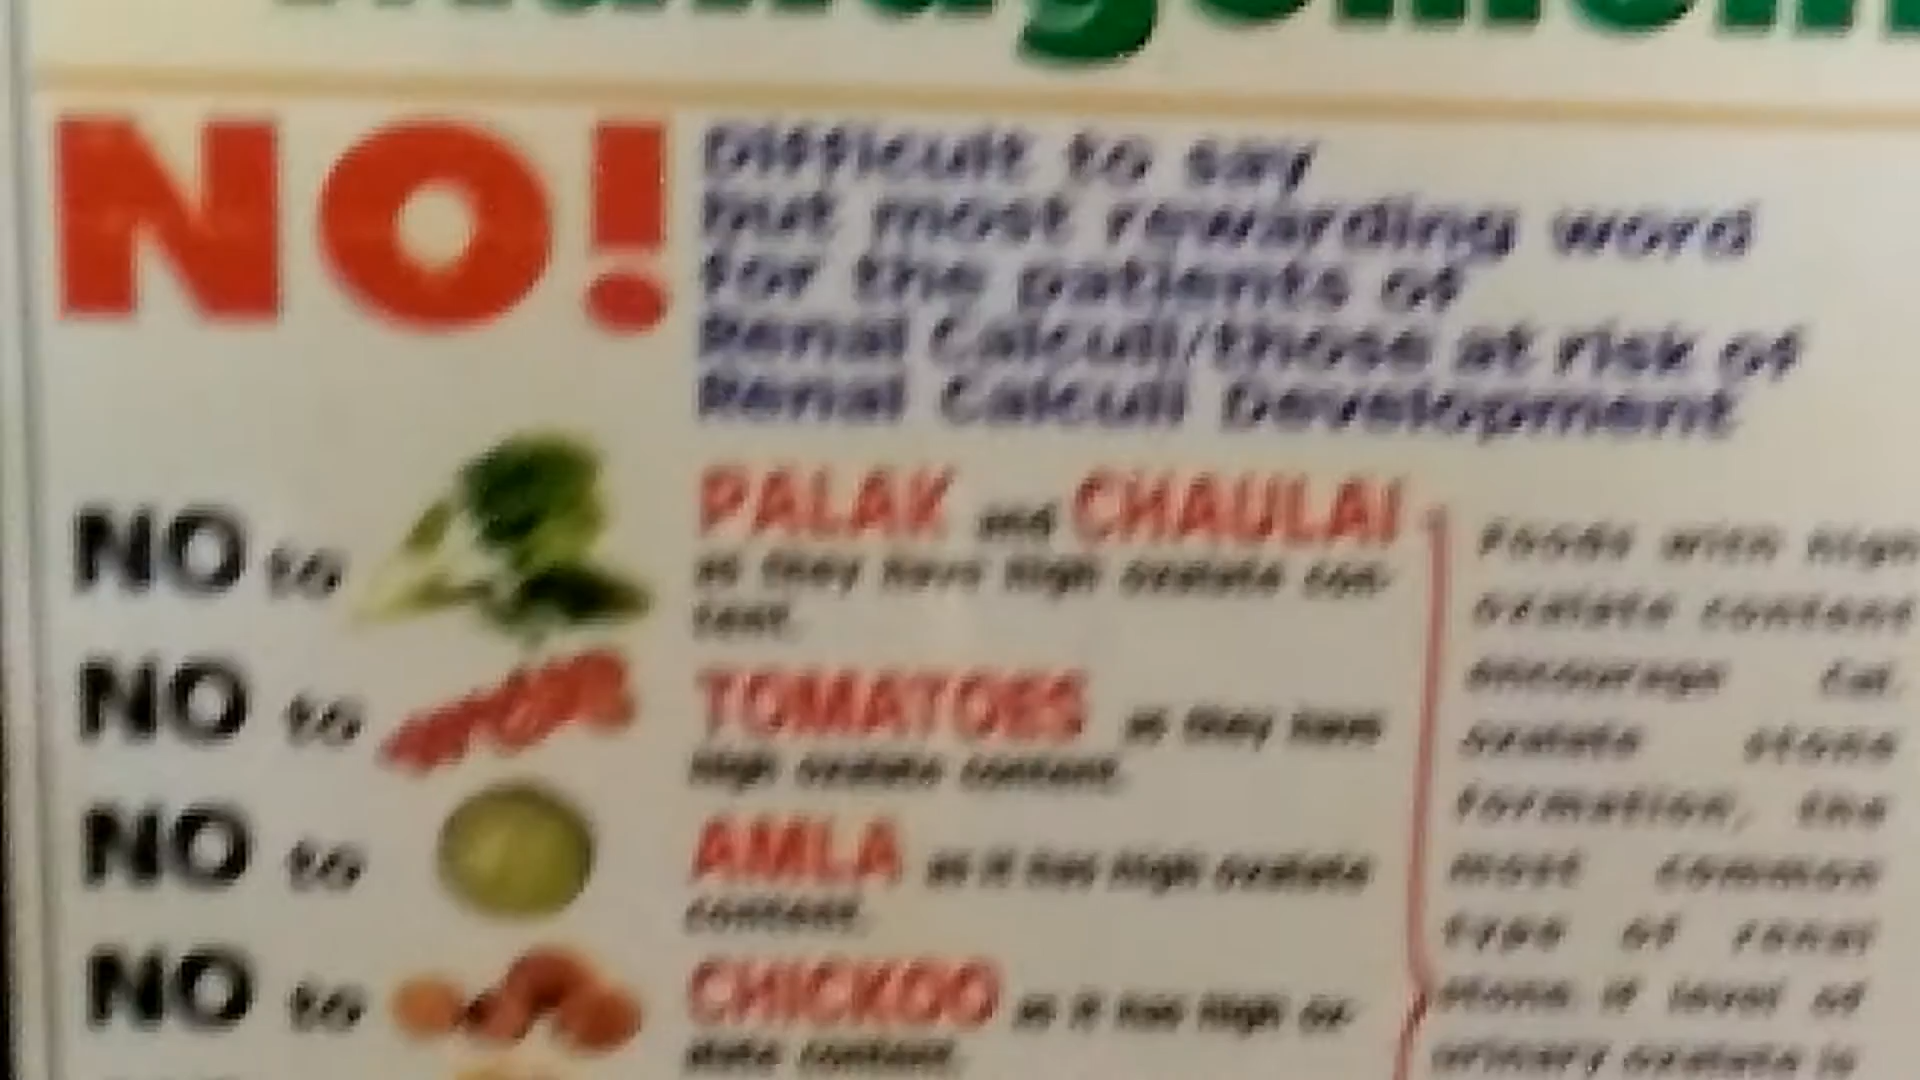 NO!
Difficult to say
but most rewarding word
for the patients of
Renal Calculi/those at risk of
Renal Calculi Development
NO to
PALAK and CHAULAI
as they have high oxalate con-
tent.
NO to
TOMATOES as they have
high oxalate content.
NO to
AMLA as it has high oxalate
content.
NO to
CHICKOO as it has high ox-
alate content.
Foods with high
oxalate content
encourage Cal.
oxalate stone
formation, the
most common
type of renal
stone. If level of
urinary oxalate is